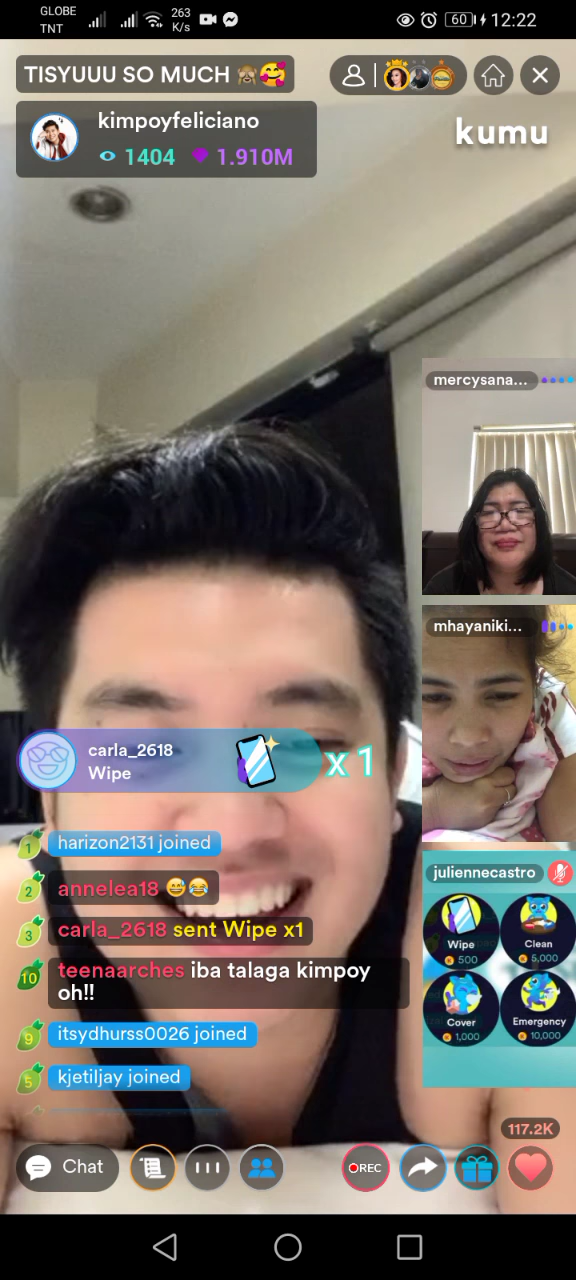 GLOBE
TNT
263
K/s
60
12:22
TISYUUU SO MUCH 🙈🥰
kimpoyfeliciano
1404
1.910M
kumu
mercysana...
mhayaniki...
carla_2618
Wipe
x 1
juliennecastro
Wipe
500
Clean
5,000
Cover
1,000
Emergency
10,000
1 harizon2131 joined
2 annelea18 😅😂
3 carla_2618 sent Wipe x1
10 teenaarches iba talaga kimpoy
oh!!
9 itsydhurss0026 joined
5 kjetiljay joined
117.2K
Chat
REC